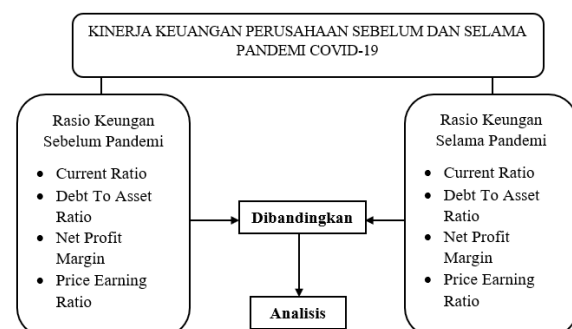 KINERJA KEUANGAN PERUSAHAAN SEBELUM DAN SELAMA
PANDEMI COVID-19
Rasio Keungan
Sebelum Pandemi
• Current Ratio
• Debt To Asset
Ratio
• Net Profit
Margin
• Price Earning
Ratio
Dibandingkan
Analisis
Rasio Keungan
Selama Pandemi
• Current Ratio
• Debt To Asset
Ratio
• Net Profit
Margin
• Price Earning
Ratio